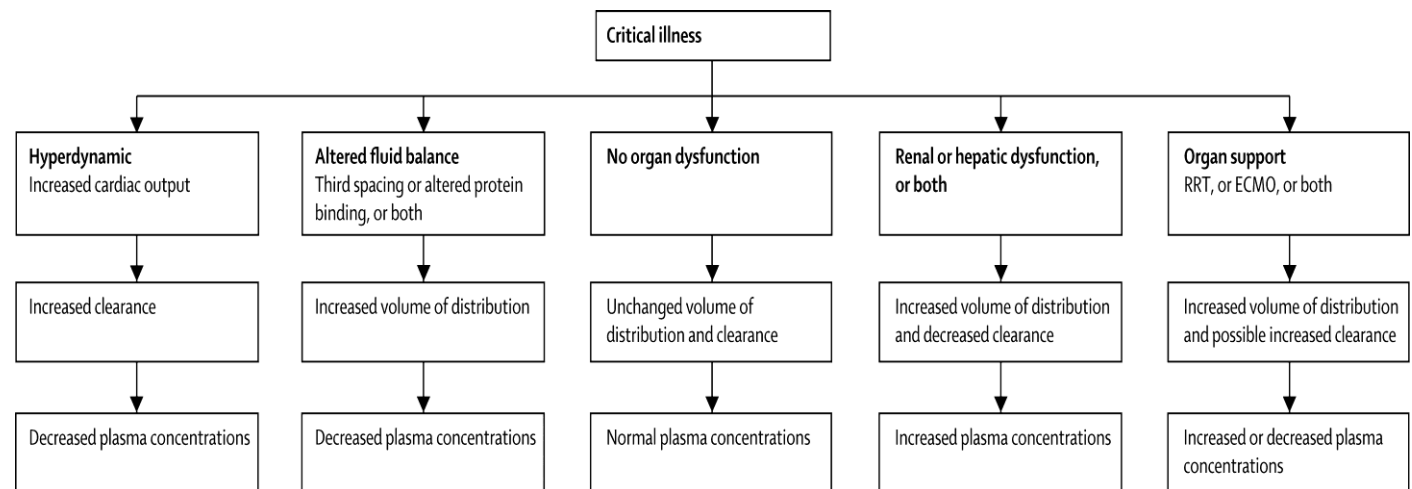 Critical illness
Hyperdynamic
Increased cardiac output
Altered fluid balance
Third spacing or altered protein
binding, or both
No organ dysfunction
Renal or hepatic dysfunction,
or both
Organ support
RRT, or ECMO, or both
Increased clearance
Increased volume of distribution
Unchanged volume of
distribution and clearance
Increased volume of distribution
and decreased clearance
Increased volume of distribution
and possible increased clearance
Decreased plasma concentrations
Decreased plasma concentrations
Normal plasma concentrations
Increased plasma concentrations
Increased or decreased plasma
concentrations